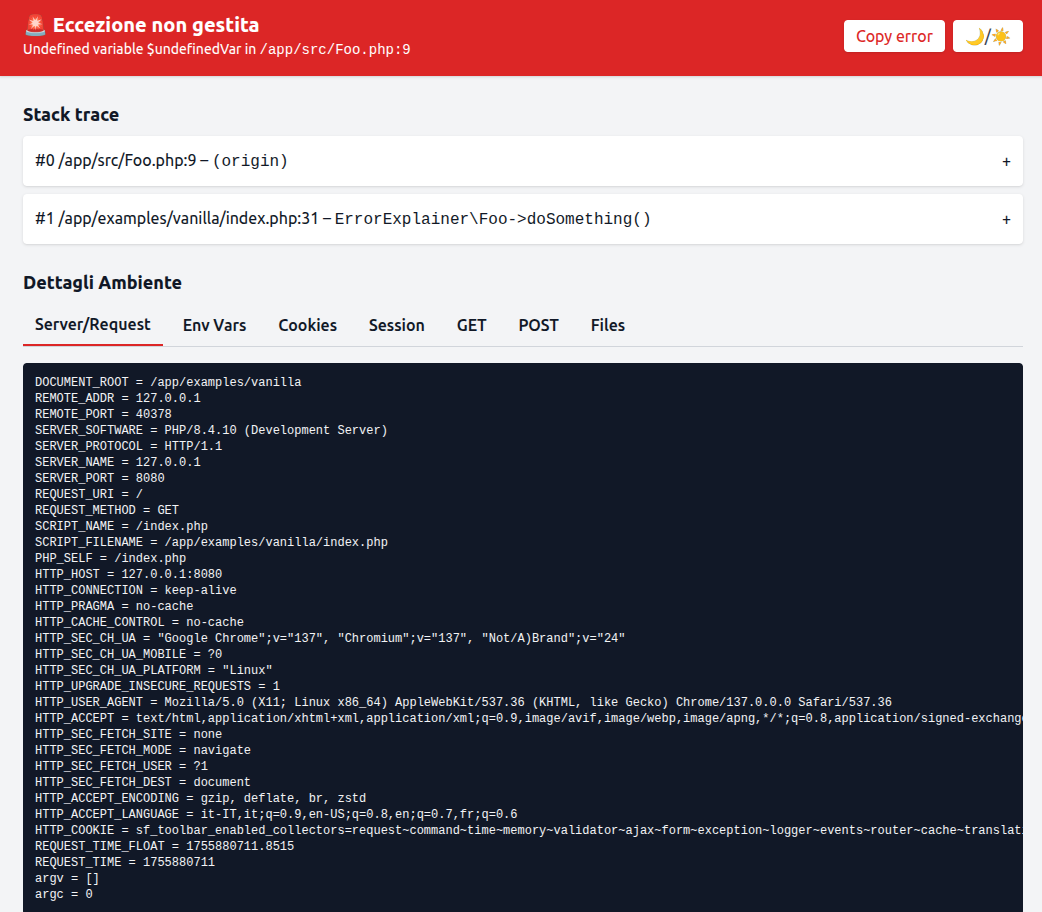 🚨 Eccezione non gestita
Undefined variable $undefinedVar in /app/src/Foo.php:9
Copy error
🌙/☀️
Stack trace
#0 /app/src/Foo.php:9 – (origin)
+
#1 /app/examples/vanilla/index.php:31 – ErrorExplainer\Foo->doSomething()
+
Dettagli Ambiente
Server/Request Env Vars Cookies Session GET POST Files
DOCUMENT_ROOT = /app/examples/vanilla
REMOTE_ADDR = 127.0.0.1
REMOTE_PORT = 40378
SERVER_SOFTWARE = PHP/8.4.10 (Development Server)
SERVER_PROTOCOL = HTTP/1.1
SERVER_NAME = 127.0.0.1
SERVER_PORT = 8080
REQUEST_URI = /
REQUEST_METHOD = GET
SCRIPT_NAME = /index.php
SCRIPT_FILENAME = /app/examples/vanilla/index.php
PHP_SELF = /index.php
HTTP_HOST = 127.0.0.1:8080
HTTP_CONNECTION = keep-alive
HTTP_PRAGMA = no-cache
HTTP_CACHE_CONTROL = no-cache
HTTP_SEC_CH_UA = "Google Chrome";v="137", "Chromium";v="137", "Not/A)Brand";v="24"
HTTP_SEC_CH_UA_MOBILE = ?0
HTTP_SEC_CH_UA_PLATFORM = "Linux"
HTTP_UPGRADE_INSECURE_REQUESTS = 1
HTTP_USER_AGENT = Mozilla/5.0 (X11; Linux x86_64) AppleWebKit/537.36 (KHTML, like Gecko) Chrome/137.0.0.0 Safari/537.36
HTTP_ACCEPT = text/html,application/xhtml+xml,application/xml;q=0.9,image/avif,image/webp,image/apng,*/*;q=0.8,application/signed-exchang
HTTP_SEC_FETCH_SITE = none
HTTP_SEC_FETCH_MODE = navigate
HTTP_SEC_FETCH_USER = ?1
HTTP_SEC_FETCH_DEST = document
HTTP_ACCEPT_ENCODING = gzip, deflate, br, zstd
HTTP_ACCEPT_LANGUAGE = it-IT,it;q=0.9,en-US;q=0.8,en;q=0.7,fr;q=0.6
HTTP_COOKIE = sf_toolbar_enabled_collectors=request~command~time~memory~validator~ajax~form~exception~logger~events~router~cache~translat
REQUEST_TIME_FLOAT = 1755880711.8515
REQUEST_TIME = 1755880711
argv = []
argc = 0